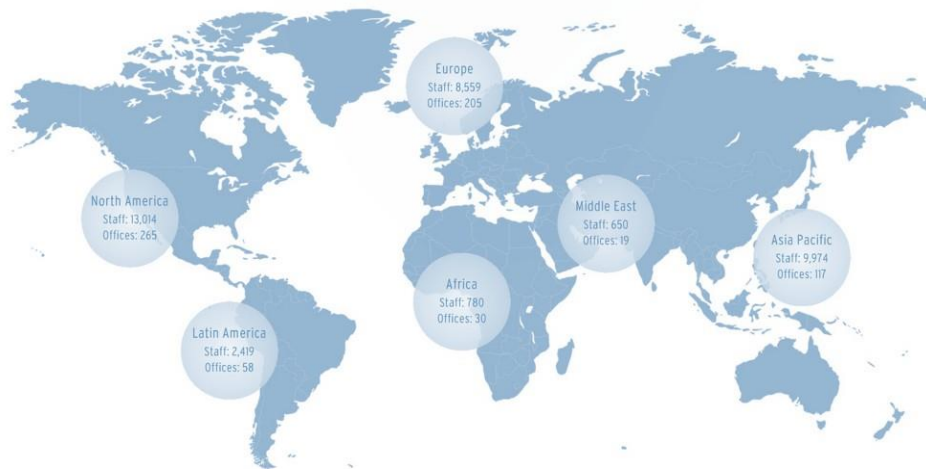 Europe
Staff: 8,559
Offices: 205
North America
Staff: 13,014
Offices: 265
Middle East
Staff: 650
Offices: 19
Asia Pacific
Staff: 9,974
Offices: 117
Africa
Staff: 780
Offices: 30
Latin America
Staff: 2,419
Offices: 58